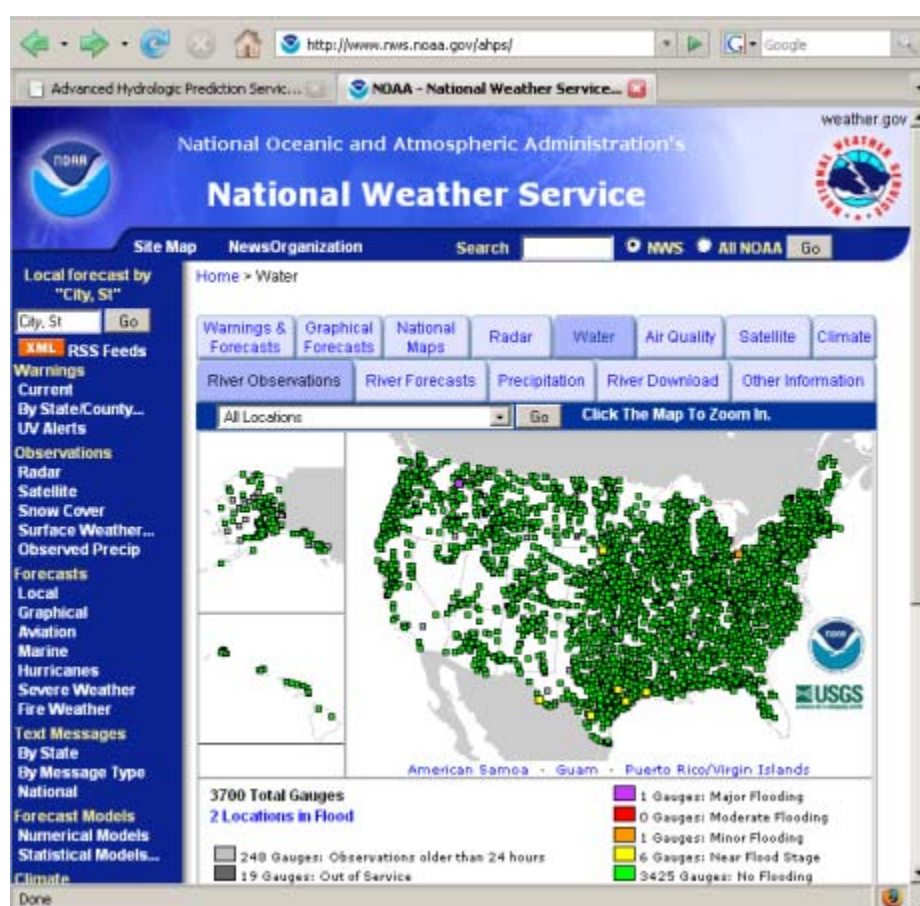 http://www.nws.noaa.gov/ahps/
Google
Advanced Hydrologic Prediction Servic...
NOAA - National Weather Service...
weather.gov
NOAA
National Oceanic and Atmospheric Administration's
National Weather Service
NATIONAL WEATHER SERVICE
Site Map NewsOrganization Search NWS All NOAA Go
Local forecast by
"City, St"
City, St Go
XML RSS Feeds
Warnings
Current
By State/County...
UV Alerts
Observations
Radar
Satellite
Snow Cover
Surface Weather...
Observed Precip
Forecasts
Local
Graphical
Aviation
Marine
Hurricanes
Severe Weather
Fire Weather
Text Messages
By State
By Message Type
National
Forecast Models
Numerical Models
Statistical Models...
Climate
Home > Water
Warnings & Forecasts
Graphical Forecasts
National Maps
Radar
Water
Air Quality
Satellite
Climate
River Observations
River Forecasts
Precipitation
River Download
Other Information
All Locations Go Click The Map To Zoom In.
noaa
USGS
American Samoa - Guam - Puerto Rico/Virgin Islands
3700 Total Gauges
2 Locations in Flood
248 Gauges: Observations older than 24 hours
19 Gauges: Out of Service
1 Gauges: Major Flooding
0 Gauges: Moderate Flooding
1 Gauges: Minor Flooding
6 Gauges: Near Flood Stage
3425 Gauges: No Flooding
Done